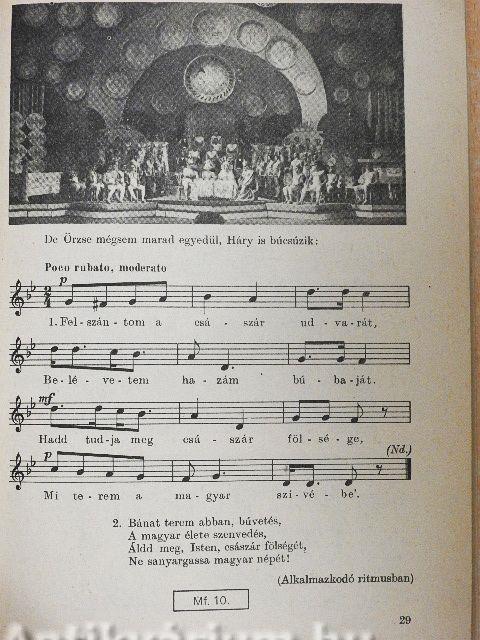 De Örzse mégsem marad egyedül, Háry is búcsúzik:
Poco rubato, moderato
p
1. Fel-szán-tom a csá-szár ud-va-rát,
Be-lé-ve-tem ha-zám bú-ba-ját.
mf
Hadd tud-ja meg csá-szár föl-sé-ge,
(Nd.)
p
Mi te-rem a ma-gyar szi-vé-be'.
2. Bánat terem abban, búvetés,
A magyar élete szenvedés,
Áldd meg, Isten, császár fölségét,
Ne sanyargassa magyar népét!
(Alkalmazkodó ritmusban)
Mf. 10.
29